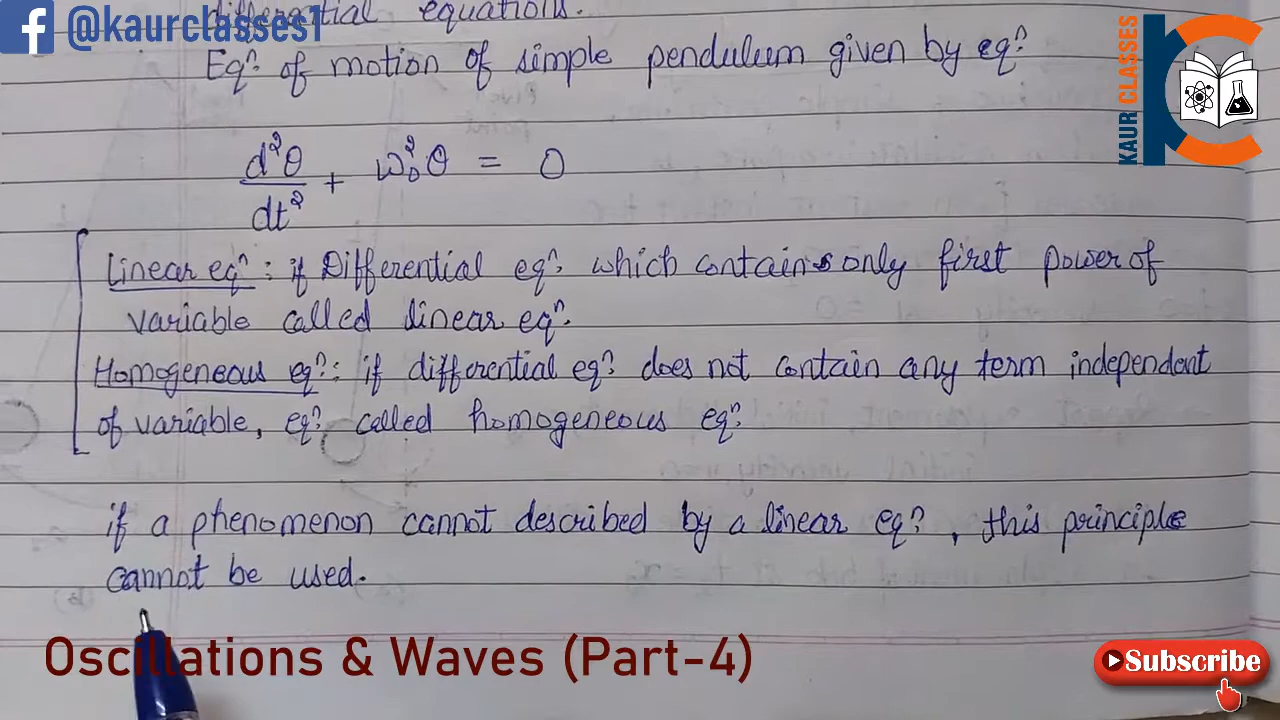 differential equations.
@kaurclasses1
Eqn. of motion of simple pendulum given by eqn.
KAUR CLASSES
d²θ/dt² + ω₀²θ = 0
Linear eqn: if Differential eqn. which contains only first power of
variable called linear eqn.
Homogeneous eqn.: if differential eqn. does not contain any term independent
of variable, eqn. called homogeneous eqn.
if a phenomenon cannot described by a linear eqn., this principle
cannot be used.
Oscillations & Waves (Part-4)
Subscribe